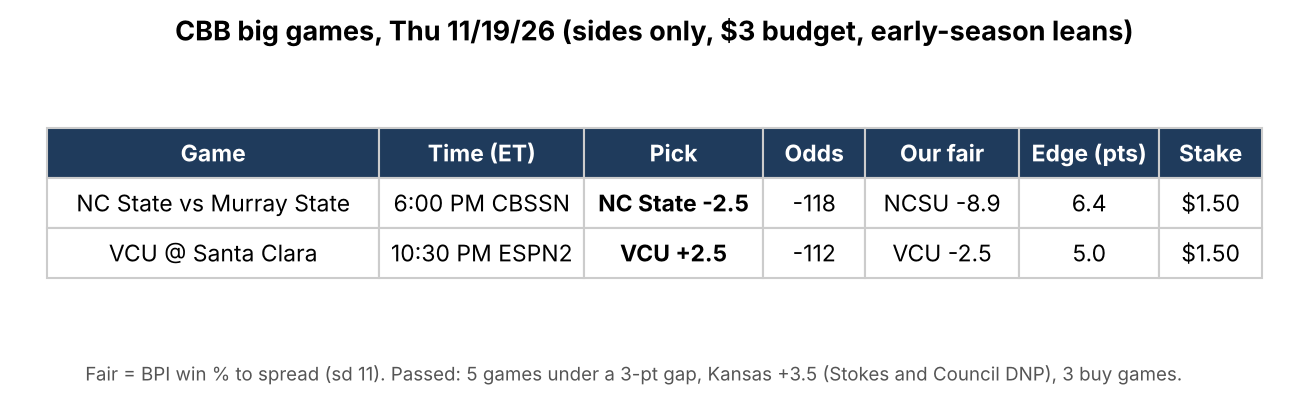 CBB big games, Thu 11/19/26 (sides only, $3 budget, early-season leans)
Game Time (ET) Pick Odds Our fair Edge (pts) Stake
NC State vs Murray State 6:00 PM CBSSN NC State -2.5 -118 NCSU -8.9 6.4 $1.50
VCU @ Santa Clara 10:30 PM ESPN2 VCU +2.5 -112 VCU -2.5 5.0 $1.50
Fair = BPI win % to spread (sd 11). Passed: 5 games under a 3-pt gap, Kansas +3.5 (Stokes and Council DNP), 3 buy games.